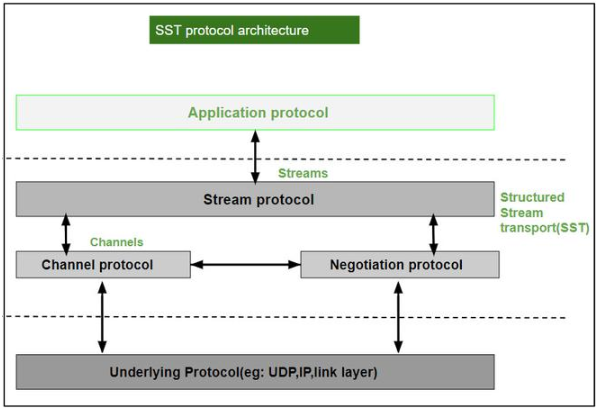 SST protocol architecture
Application protocol
Streams
Stream protocol
Structured
Stream
transport(SST)
Channels
Channel protocol
Negotiation protocol
Underlying Protocol(eg: UDP,IP,link layer)